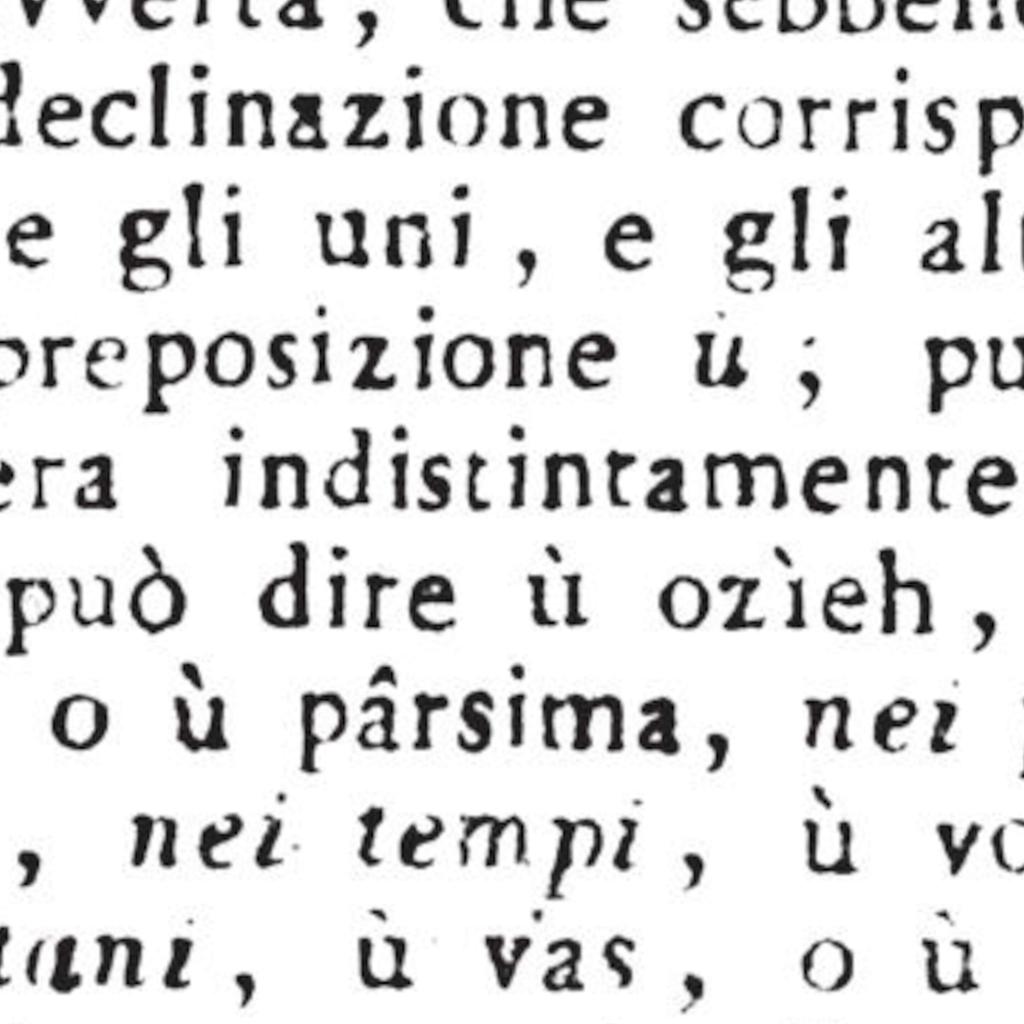 vverta, che sebbene
declinazione corrisp
e gli uni, e gli alt
preposizione ù; pu
era indistintamente
può dire ù ozìeh,
o ù pârsima, nei
, nei tempi, ù vo
tani, ù vas, o ù